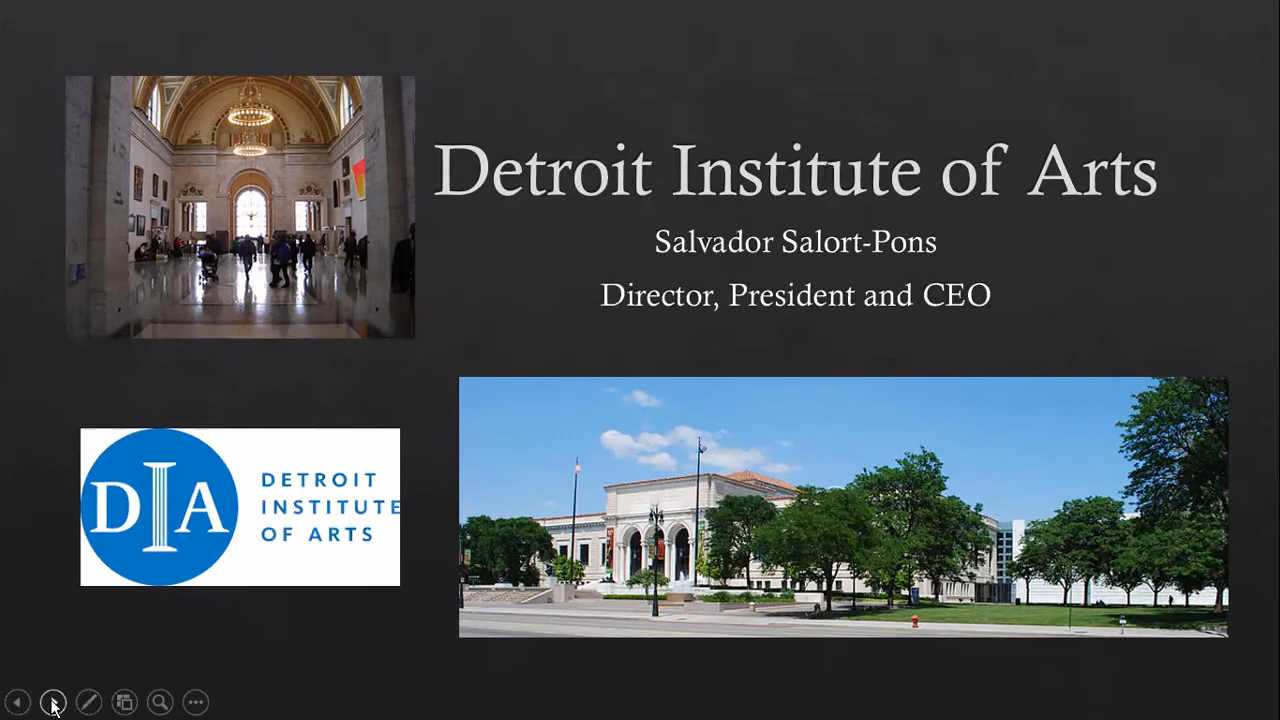 Detroit Institute of Arts
Salvador Salort-Pons
Director, President and CEO
DIA
DETROIT
INSTITUTE
OF ARTS